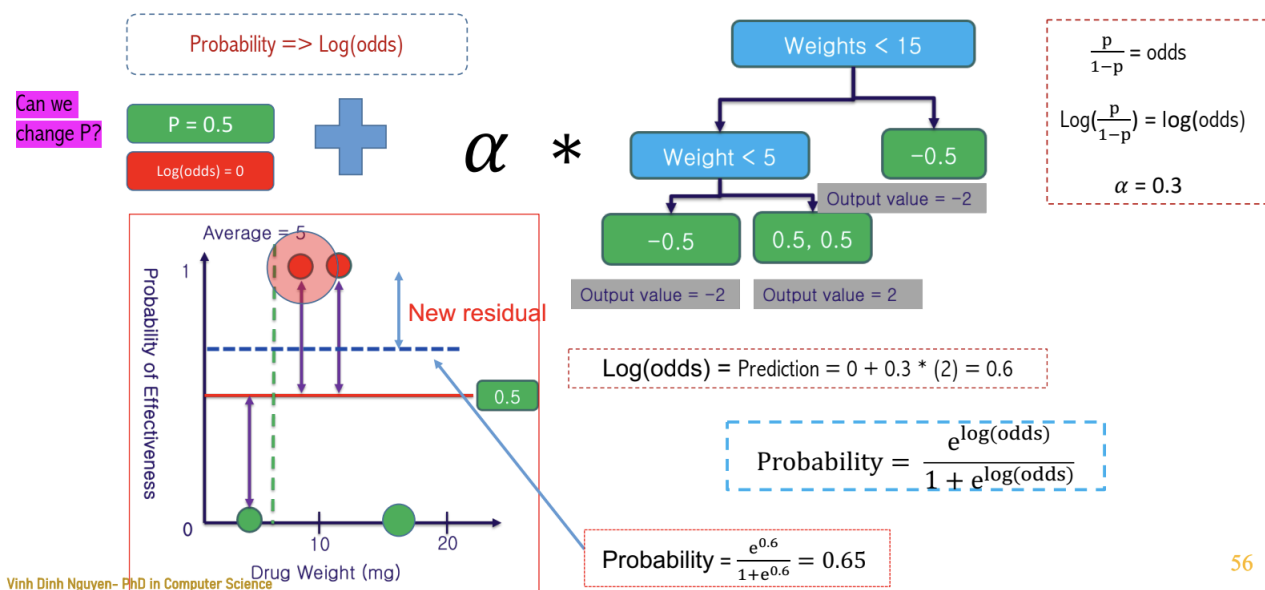 Probability => Log(odds)
Can we
change P?
P = 0.5
Log(odds) = 0
α *
Weights < 15
Weight < 5
-0.5
Output value = -2
-0.5
0.5, 0.5
Output value = -2
Output value = 2
p/(1-p) = odds
Log(p/(1-p)) = log(odds)
α = 0.3
Average = 5
Probability of Effectiveness
1
New residual
0.5
0
10
20
Drug Weight (mg)
Log(odds) = Prediction = 0 + 0.3 * (2) = 0.6
Probability = e^log(odds)/(1 + e^log(odds))
Probability = e^0.6/(1+e^0.6) = 0.65
Vinh Dinh Nguyen- PhD in Computer Science
56